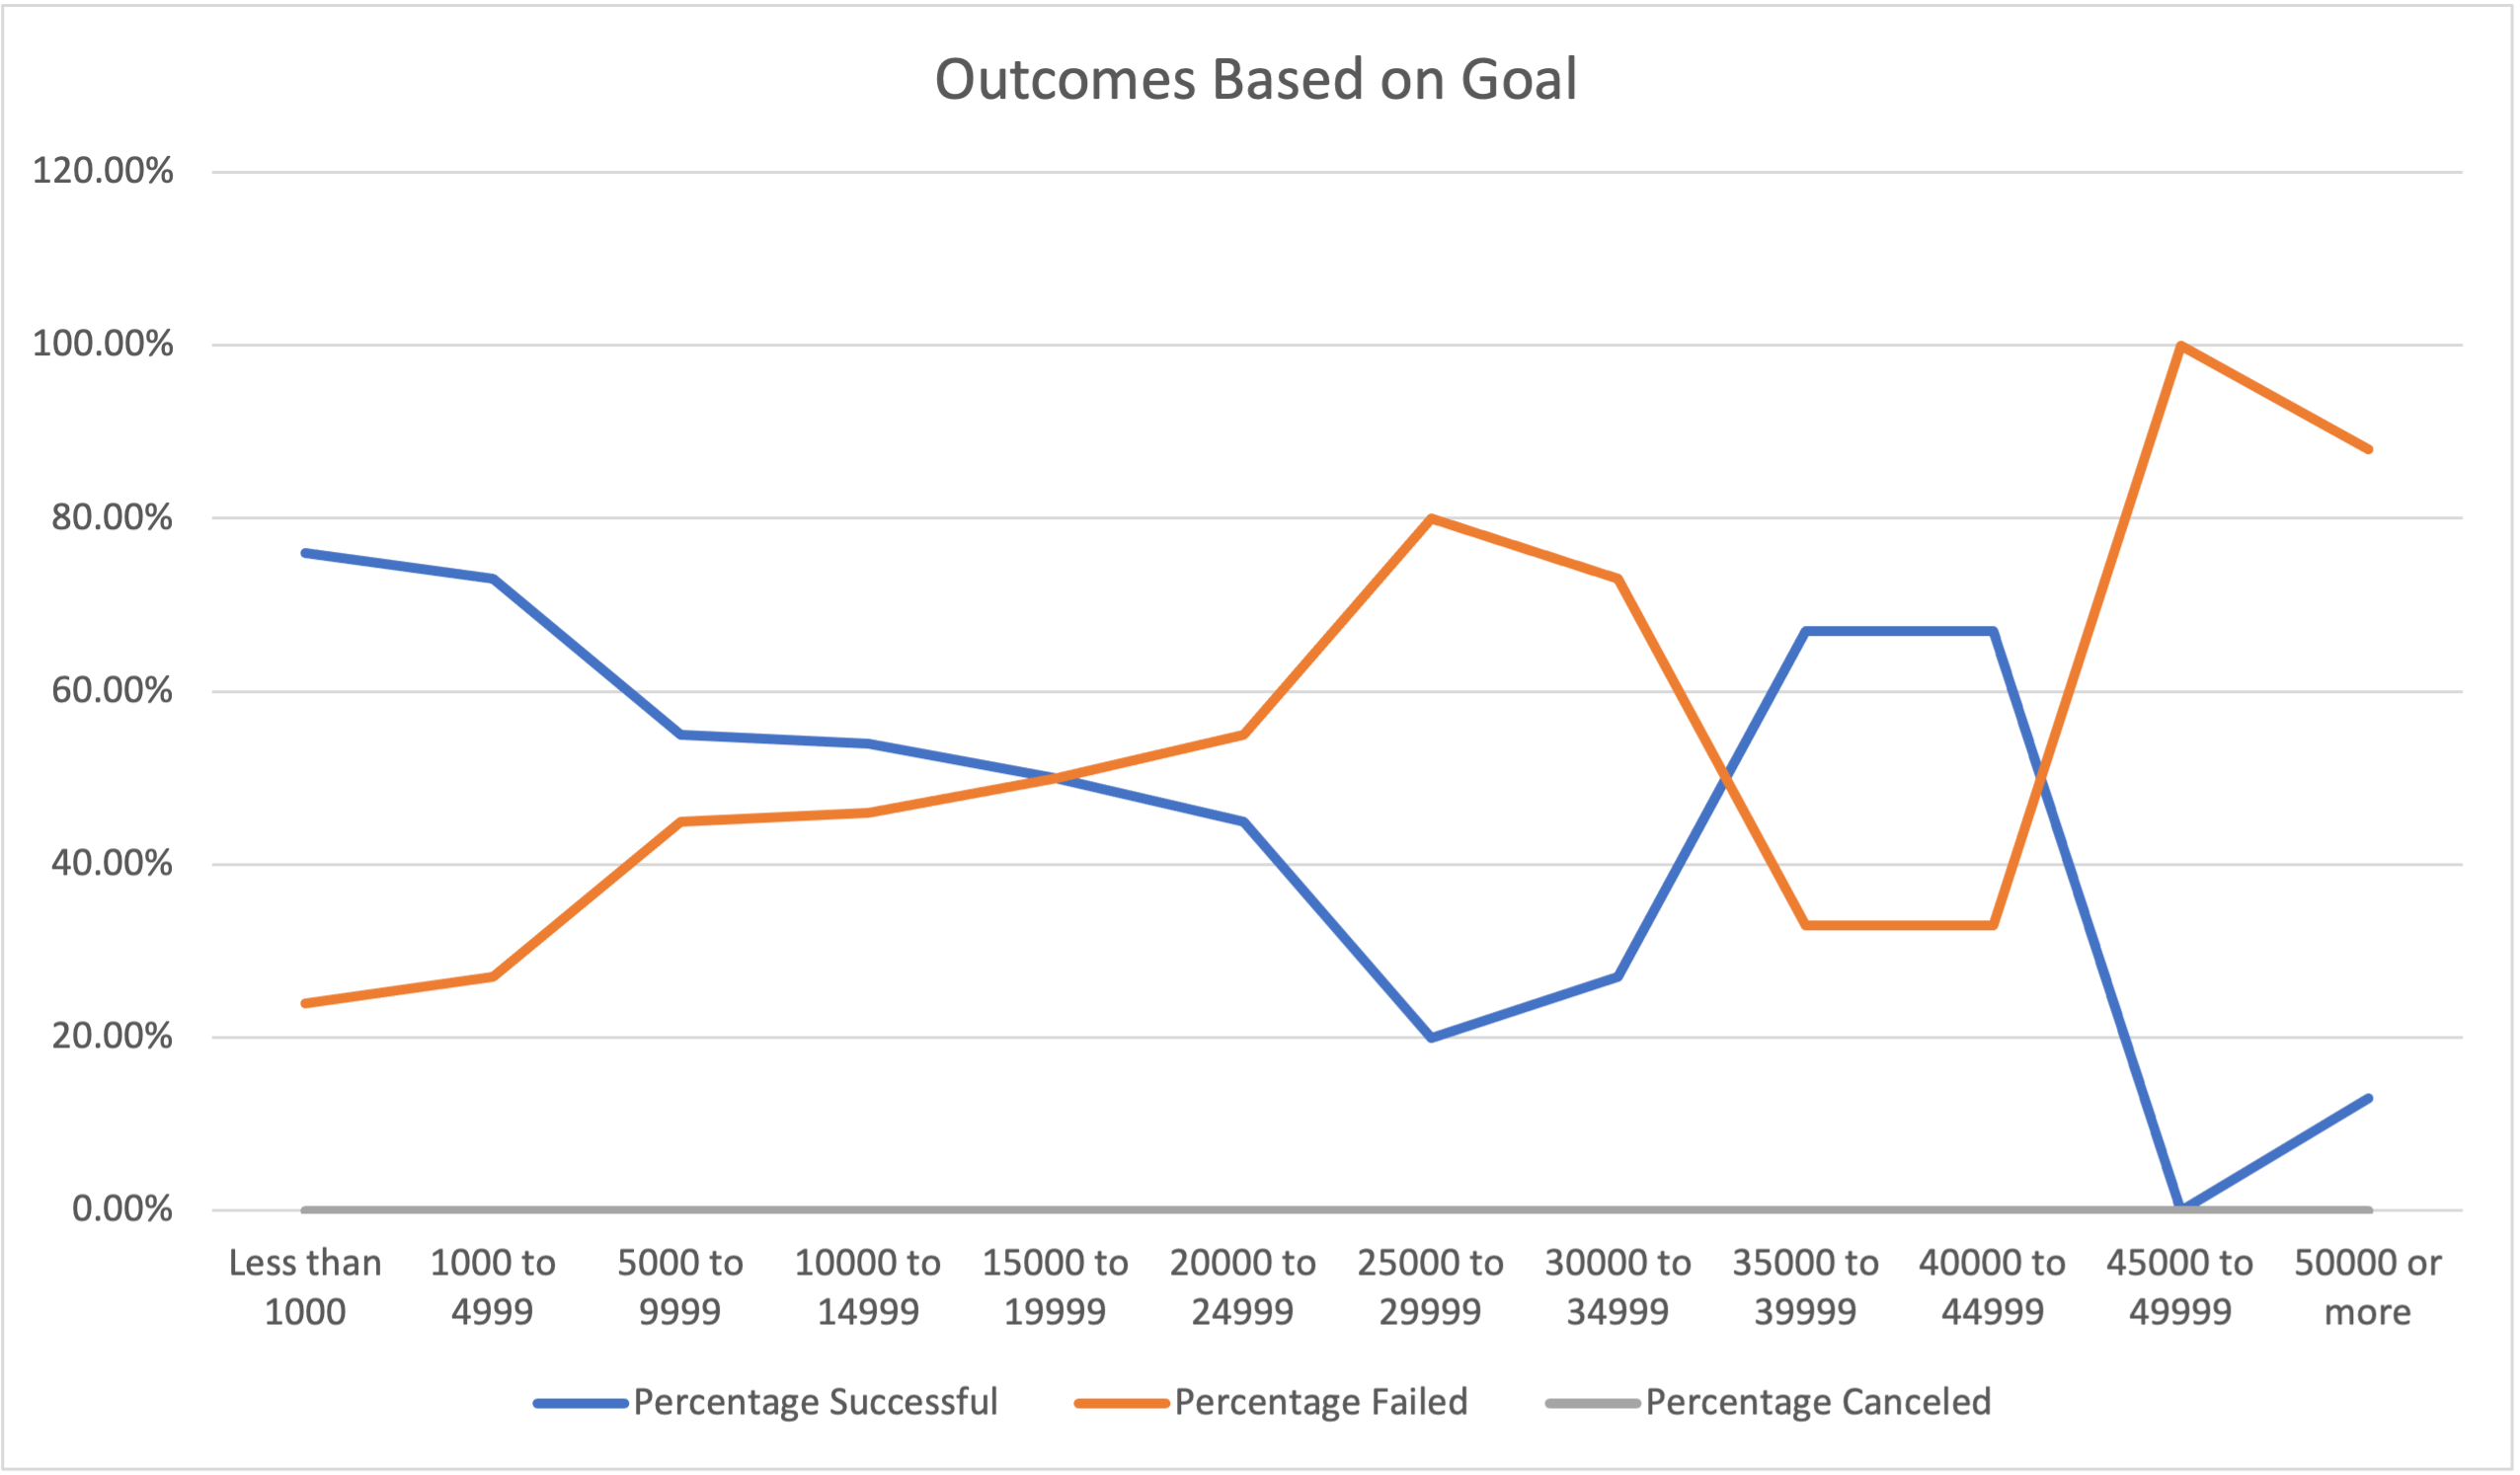 Outcomes Based on Goal
120.00%
100.00%
80.00%
60.00%
40.00%
20.00%
0.00%
Less than 1000
1000 to 4999
5000 to 9999
10000 to 14999
15000 to 19999
20000 to 24999
25000 to 29999
30000 to 34999
35000 to 39999
40000 to 44999
45000 to 49999
50000 or more
Percentage Successful
Percentage Failed
Percentage Canceled